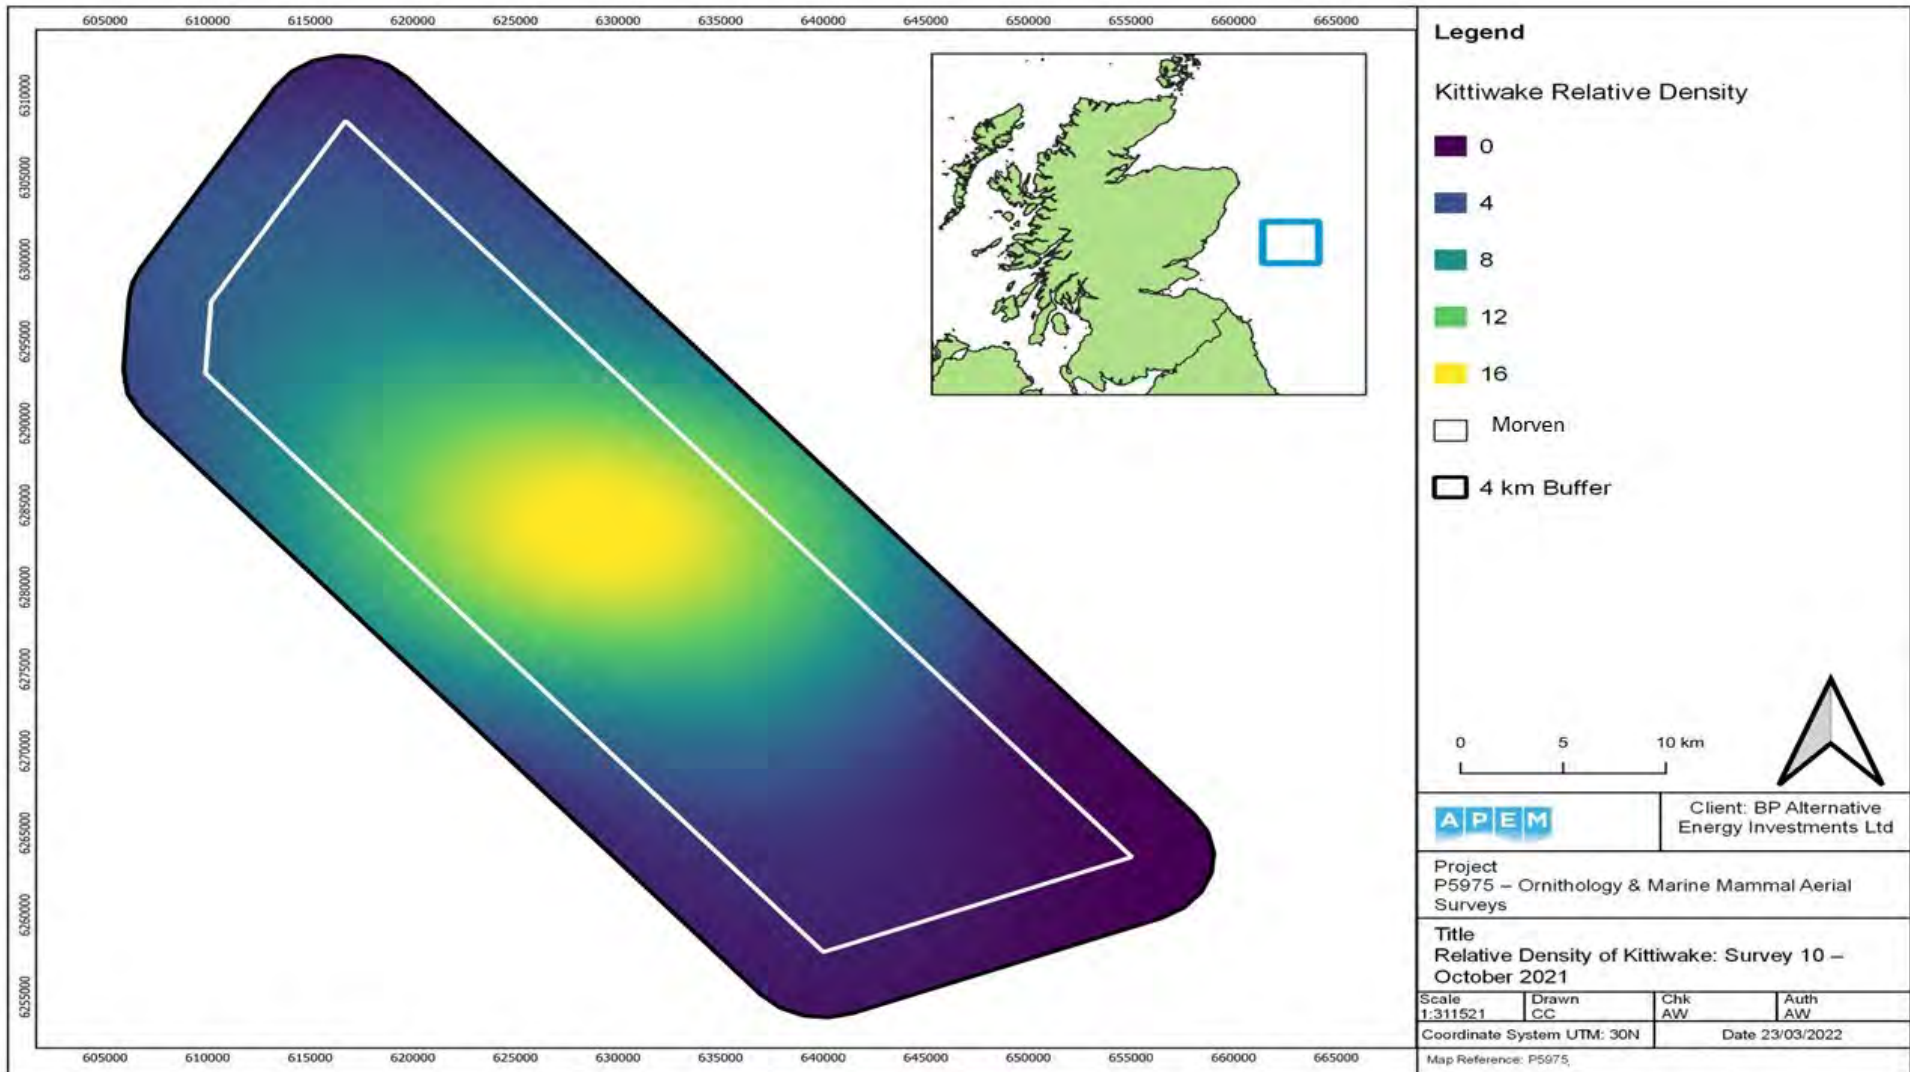 605000 610000 615000 620000 625000 630000 635000 640000 645000 650000 655000 660000 665000
6310000
6305000
6300000
6295000
6290000
6285000
6280000
6275000
6270000
6265000
6260000
6255000
605000 610000 615000 620000 625000 630000 635000 640000 645000 650000 655000 660000 665000
Legend
Kittiwake Relative Density
0
4
8
12
16
Morven
4 km Buffer
0 5 10 km
APEM
Client: BP Alternative
Energy Investments Ltd
Project
P5975 – Ornithology & Marine Mammal Aerial
Surveys
Title
Relative Density of Kittiwake: Survey 10 –
October 2021
Scale
1:311521
Drawn
CC
Chk
AW
Auth
AW
Coordinate System UTM: 30N
Date 23/03/2022
Map Reference: P5975